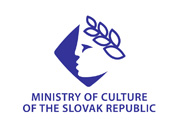 MINISTRY OF CULTURE
OF THE SLOVAK REPUBLIC